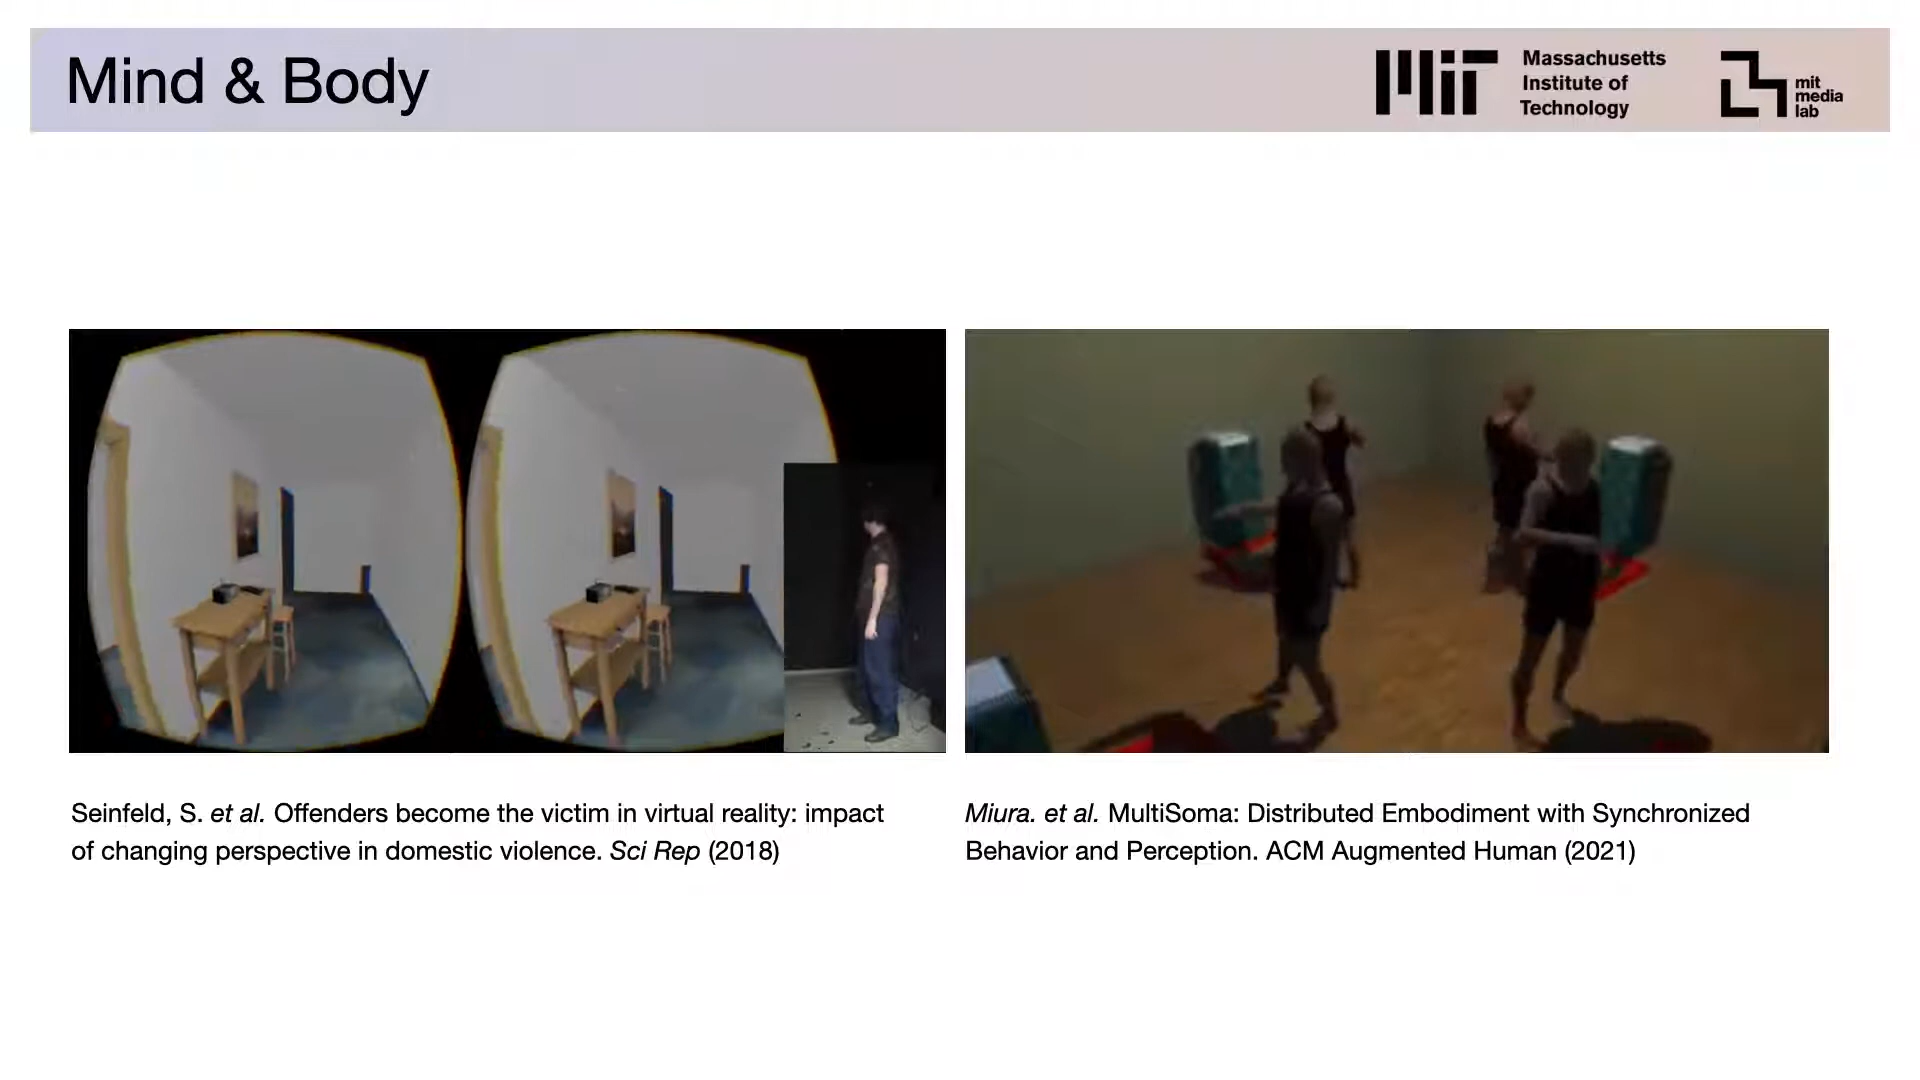 Mind & Body
Massachusetts
Institute of
Technology
mit
media
lab
Seinfeld, S. et al. Offenders become the victim in virtual reality: impact
of changing perspective in domestic violence. Sci Rep (2018)
Miura. et al. MultiSoma: Distributed Embodiment with Synchronized
Behavior and Perception. ACM Augmented Human (2021)